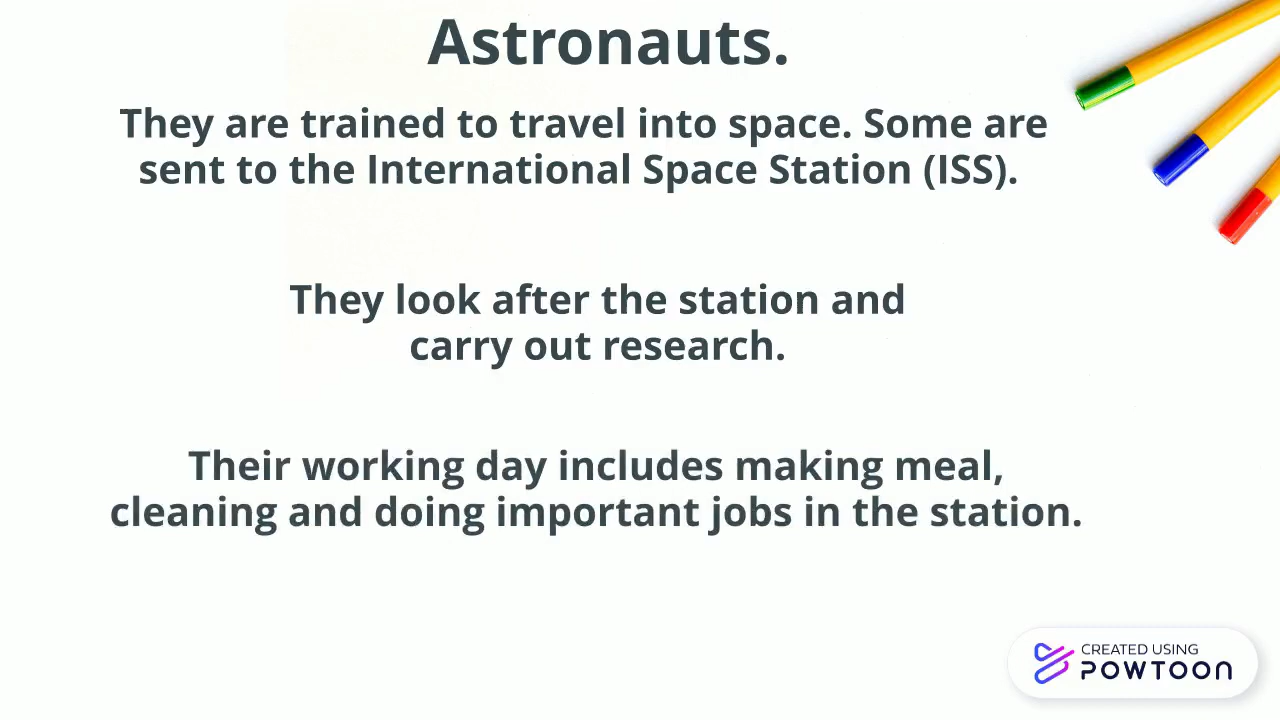 Astronauts.
They are trained to travel into space. Some are
sent to the International Space Station (ISS).
They look after the station and
carry out research.
Their working day includes making meal,
cleaning and doing important jobs in the station.
CREATED USING
POWTOON